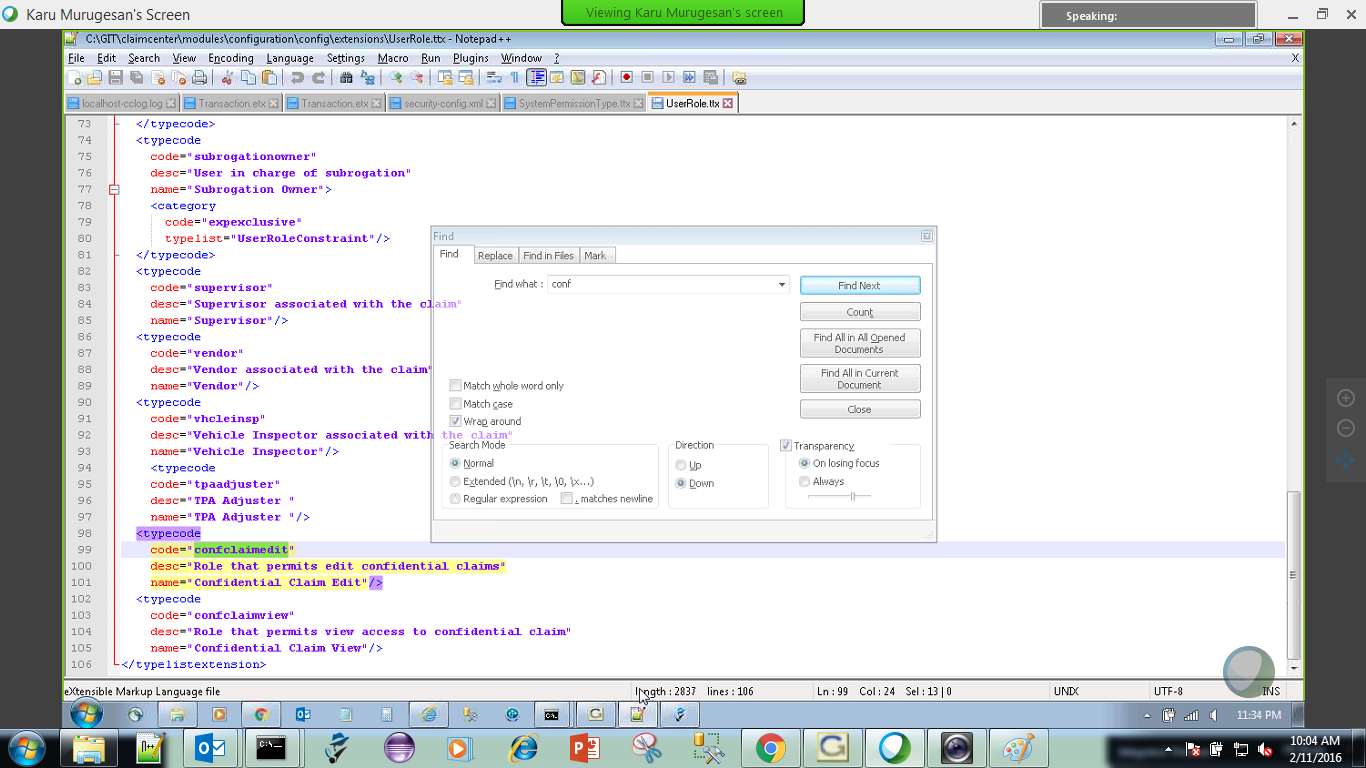 Karu Murugesan's Screen
Viewing Karu Murugesan's screen
Speaking:
C:\GIT\claimcenter\modules\configuration\config\extensions\UserRole.ttx - Notepad++
File Edit Search View Encoding Language Settings Macro Run Plugins Window ? X
localhost-cclog.log Transaction.etx Transaction.etx security-config.xml SystemPermissionType.ttx UserRole.ttx
73 </typecode>
74 <typecode
75 code="subrogationowner"
76 desc="User in charge of subrogation"
77 name="Subrogation Owner">
78 <category
79 code="expexclusive"
80 typelist="UserRoleConstraint"/>
81 </typecode>
82 <typecode
83 code="supervisor"
84 desc="Supervisor associated with the claim"
85 name="Supervisor"/>
86 <typecode
87 code="vendor"
88 desc="Vendor associated with the claim"
89 name="Vendor"/>
90 <typecode
91 code="vhcleinsp"
92 desc="Vehicle Inspector associated with the claim"
93 name="Vehicle Inspector"/>
94 <typecode
95 code="tpaadjuster"
96 desc="TPA Adjuster "
97 name="TPA Adjuster "/>
98 <typecode
99 code="confclaimedit"
100 desc="Role that permits edit confidential claims"
101 name="Confidential Claim Edit"/>
102 <typecode
103 code="confclaimview"
104 desc="Role that permits view access to confidential claim"
105 name="Confidential Claim View"/>
106 </typelistextension>
Find
Find Replace Find in Files Mark
Find what : conf
Find Next
Count
Find All in All Opened
Documents
Find All in Current
Document
Close
Match whole word only
Match case
Wrap around
Search Mode
Normal
Extended (\n, \r, \t, \0, \x...)
Regular expression . matches newline
Direction
Up
Down
Transparency
On losing focus
Always
eXtensible Markup Language file length : 2837 lines : 106 Ln : 99 Col : 24 Sel : 13 | 0 UNIX UTF-8 INS
11:34 PM
10:04 AM
2/11/2016